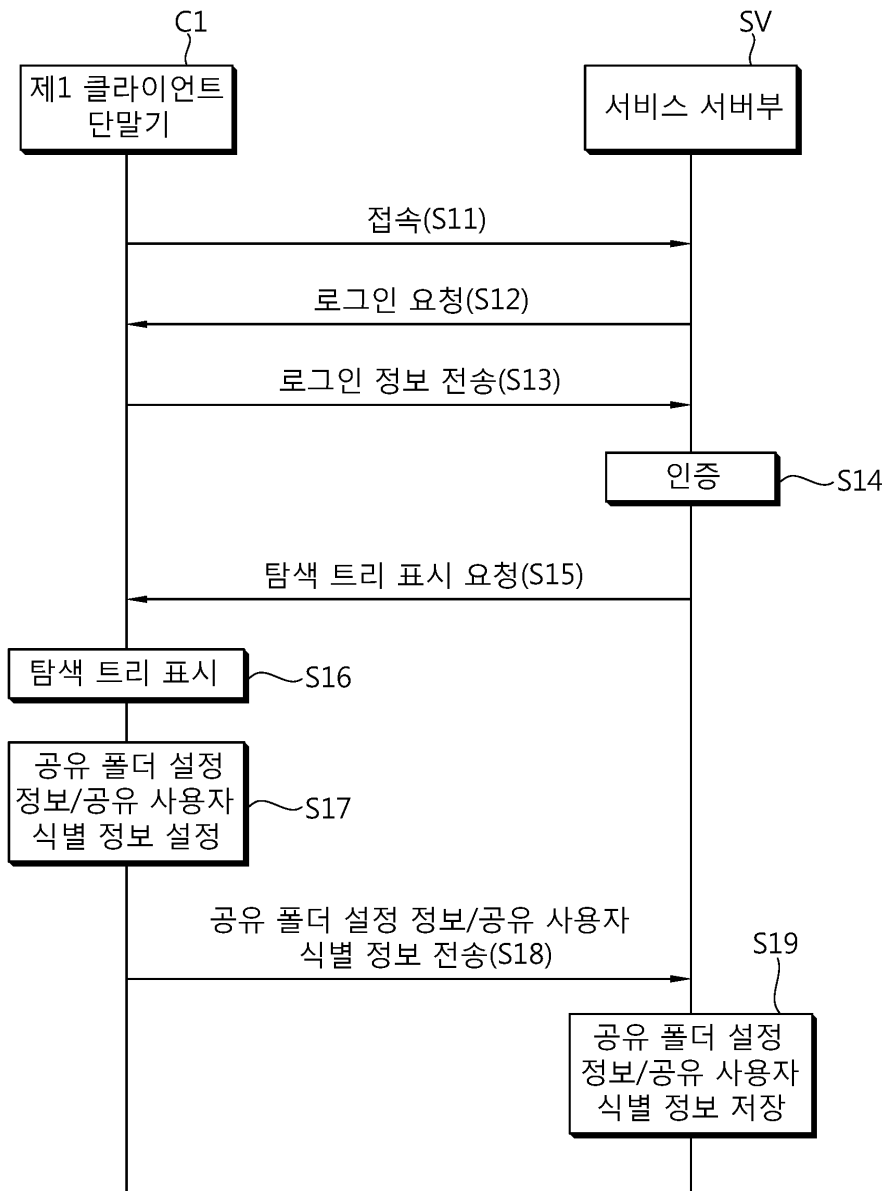 C1
SV
제1 클라이언트
단말기
서비스 서버부
접속(S11)
로그인 요청(S12)
로그인 정보 전송(S13)
인증
S14
탐색 트리 표시 요청(S15)
탐색 트리 표시
S16
공유 폴더 설정
정보/공유 사용자
식별 정보 설정
S17
공유 폴더 설정 정보/공유 사용자
식별 정보 전송(S18)
S19
공유 폴더 설정
정보/공유 사용자
식별 정보 저장